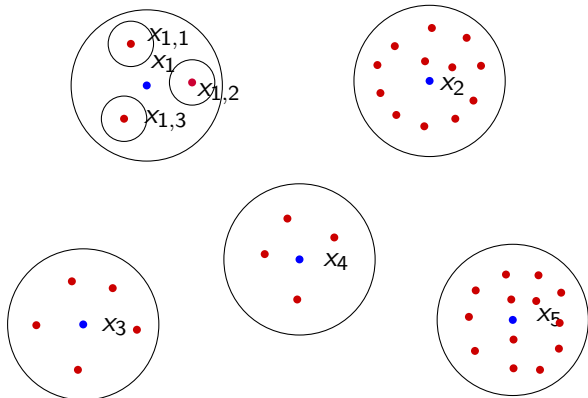 x₁,₁
x₁
x₁,₂
x₁,₃
x₂
x₄
x₃
x₅